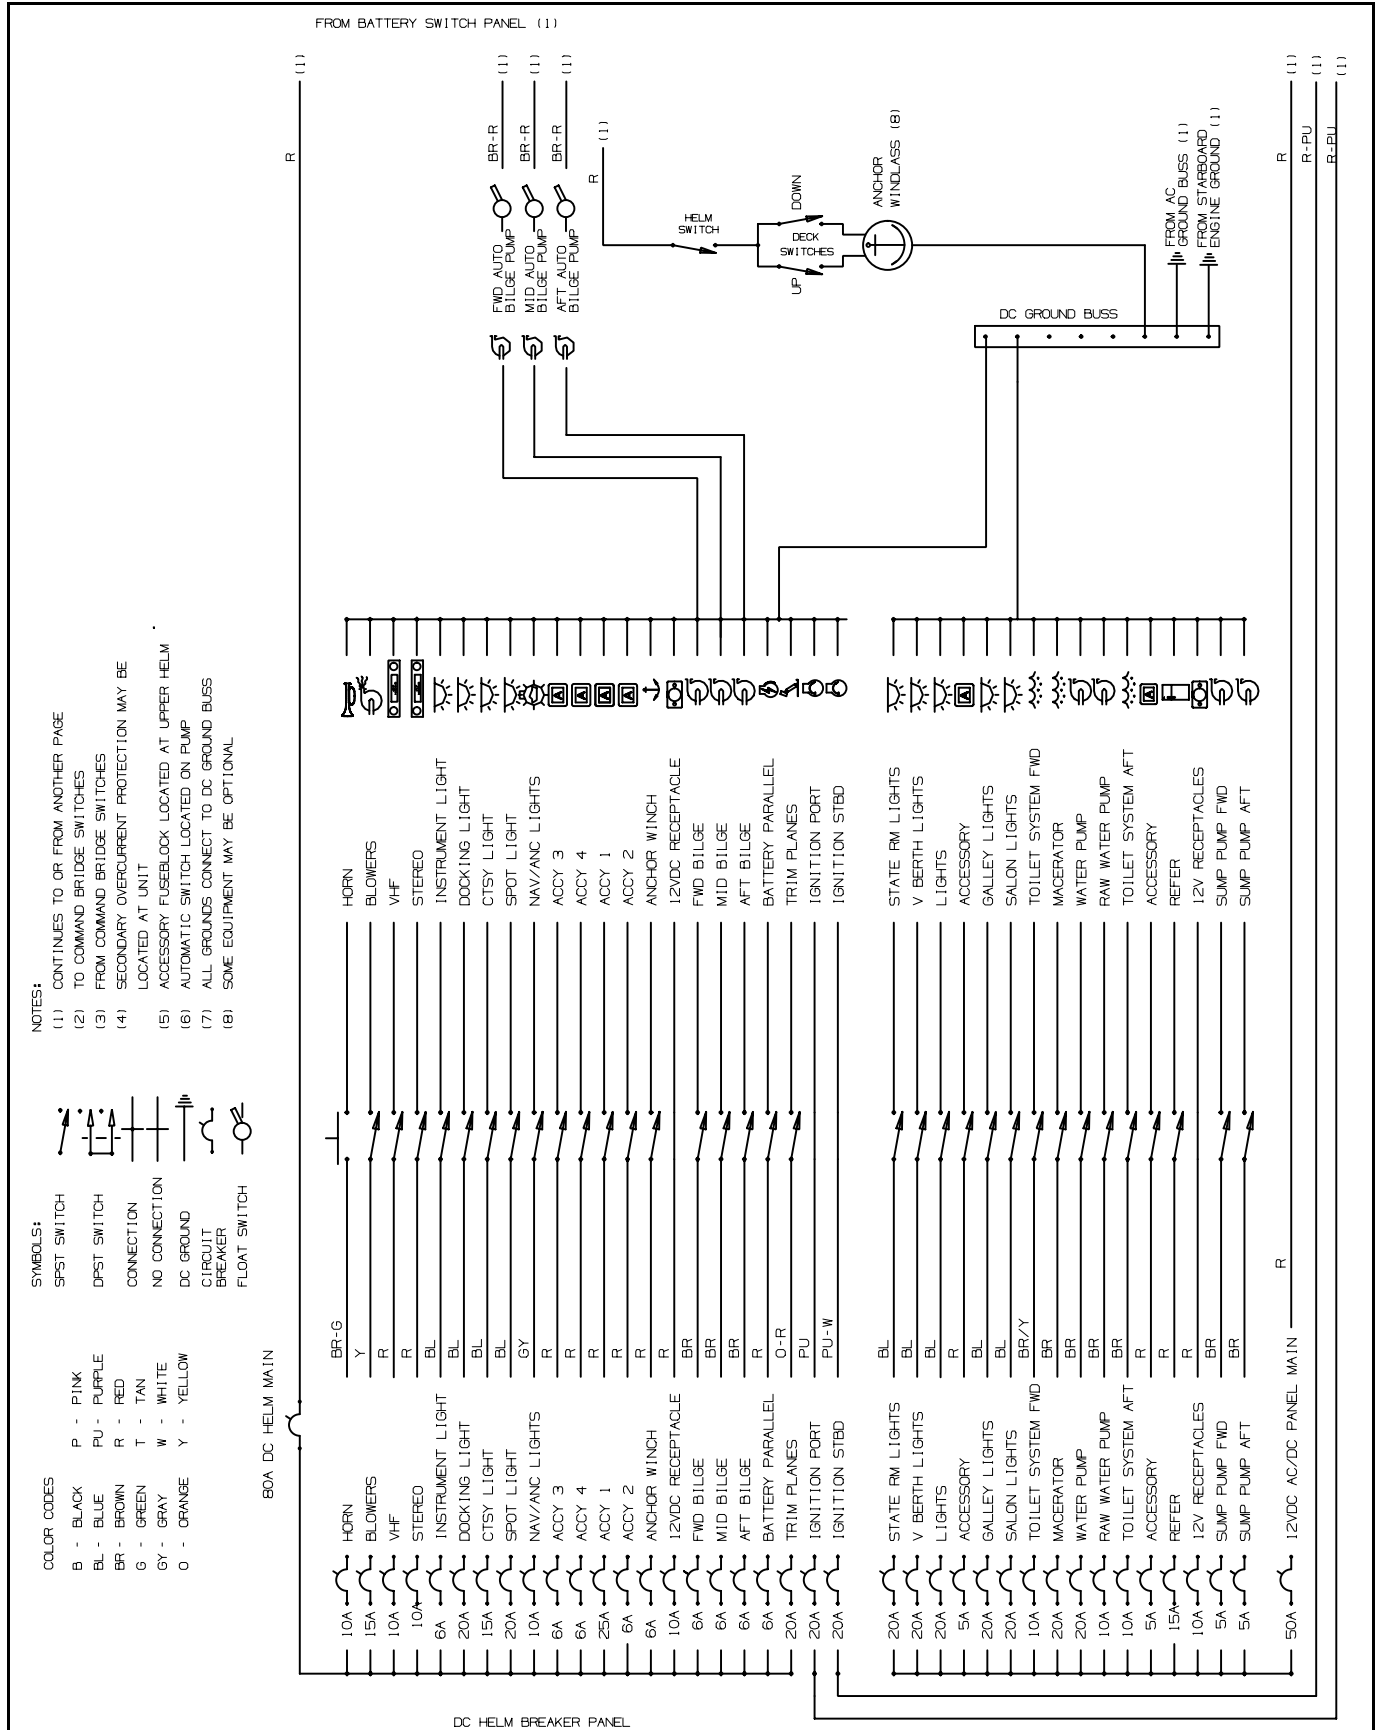 FROM BATTERY SWITCH PANEL (1)
COLOR CODES
B - BLACK P - PINK
BL - BLUE PU - PURPLE
BR - BROWN R - RED
G - GREEN T - TAN
GY - GRAY W - WHITE
O - ORANGE Y - YELLOW
SYMBOLS:
SPST SWITCH
DPST SWITCH
CONNECTION
NO CONNECTION
DC GROUND
CIRCUIT
BREAKER
FLOAT SWITCH
NOTES:
(1) CONTINUES TO OR FROM ANOTHER PAGE
(2) TO COMMAND BRIDGE SWITCHES
(3) FROM COMMAND BRIDGE SWITCHES
(4) SECONDARY OVERCURRENT PROTECTION MAY BE
LOCATED AT UNIT
(5) ACCESSORY FUSEBLOCK LOCATED AT UPPER HELM
(6) AUTOMATIC SWITCH LOCATED ON PUMP
(7) ALL GROUNDS CONNECT TO DC GROUND BUSS
(8) SOME EQUIPMENT MAY BE OPTIONAL
80A DC HELM MAIN
R
(1)
10A HORN BR-G HORN
15A BLOWERS Y BLOWERS
10A VHF R VHF
10A STEREO R STEREO
6A INSTRUMENT LIGHT BL INSTRUMENT LIGHT
20A DOCKING LIGHT BL DOCKING LIGHT
15A CTSY LIGHT BL CTSY LIGHT
20A SPOT LIGHT BL SPOT LIGHT
10A NAV/ANC LIGHTS GY NAV/ANC LIGHTS
6A ACCY 3 R ACCY 3 A
6A ACCY 4 R ACCY 4 A
25A ACCY 1 R ACCY 1 A
6A ACCY 2 R ACCY 2 A
6A ANCHOR WINCH R ANCHOR WINCH
10A 12VDC RECEPTACLE R 12VDC RECEPTACLE
6A FWD BILGE BR FWD BILGE
6A MID BILGE BR MID BILGE
6A AFT BILGE BR AFT BILGE
6A BATTERY PARALLEL R BATTERY PARALLEL
20A TRIM PLANES O-R TRIM PLANES
20A IGNITION PORT PU IGNITION PORT
20A IGNITION STBD PU-W IGNITION STBD
20A STATE RM LIGHTS BL STATE RM LIGHTS
20A V BERTH LIGHTS BL V BERTH LIGHTS
20A LIGHTS BL LIGHTS
5A ACCESSORY R ACCESSORY A
20A GALLEY LIGHTS BL GALLEY LIGHTS
20A SALON LIGHTS BL SALON LIGHTS
10A TOILET SYSTEM FWD BR/Y TOILET SYSTEM FWD
20A MACERATOR BR MACERATOR
20A WATER PUMP BR WATER PUMP
10A RAW WATER PUMP BR RAW WATER PUMP
10A TOILET SYSTEM AFT BR TOILET SYSTEM AFT
5A ACCESSORY R ACCESSORY A
15A REFER R REFER
10A 12V RECEPTACLES R 12V RECEPTACLES
5A SUMP PUMP FWD BR SUMP PUMP FWD
5A SUMP PUMP AFT BR SUMP PUMP AFT
50A 12VDC AC/DC PANEL MAIN R
R (1)
R-PU (1)
R-PU (1)
FWD AUTO
BILGE PUMP
BR-R (1)
MID AUTO
BILGE PUMP
BR-R (1)
AFT AUTO
BILGE PUMP
BR-R (1)
R (1)
HELM
SWITCH
UP
DECK
SWITCHES
DOWN
ANCHOR
WINDLASS (8)
DC GROUND BUSS
FROM AC
GROUND BUSS (1)
FROM STARBOARD
ENGINE GROUND (1)
DC HELM BREAKER PANEL